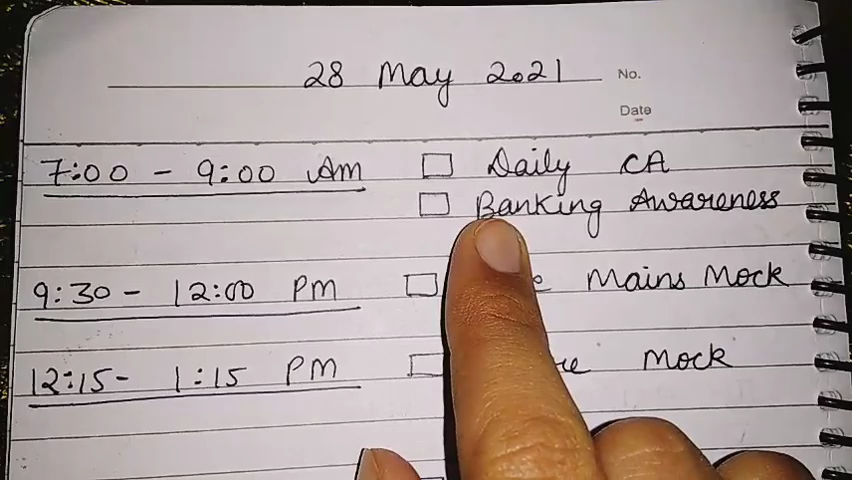 28 May 2021
No.
Date
7:00 - 9:00 Am □ Daily CA
□ Banking Awareness
9:30 - 12:00 PM □ Mains Mock
12:15 - 1:15 PM □ Mock